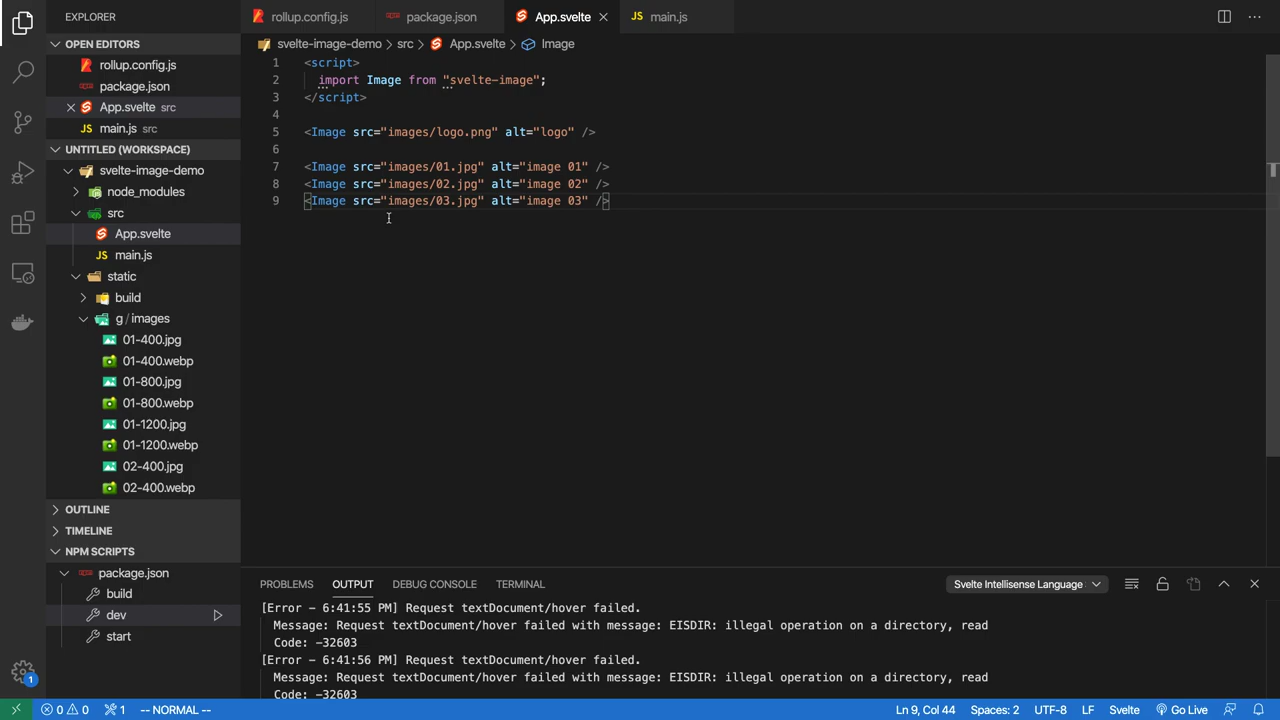 EXPLORER
OPEN EDITORS
rollup.config.js
package.json
App.svelte src
JS main.js src
UNTITLED (WORKSPACE)
svelte-image-demo
node_modules
src
App.svelte
JS main.js
static
build
g / images
01-400.jpg
01-400.webp
01-800.jpg
01-800.webp
01-1200.jpg
01-1200.webp
02-400.jpg
02-400.webp
OUTLINE
TIMELINE
NPM SCRIPTS
package.json
build
dev
start
1
rollup.config.js package.json App.svelte JS main.js
svelte-image-demo > src > App.svelte > Image
1 <script>
2 import Image from "svelte-image";
3 </script>
4
5 <Image src="images/logo.png" alt="logo" />
6
7 <Image src="images/01.jpg" alt="image 01" />
8 <Image src="images/02.jpg" alt="image 02" />
9 <Image src="images/03.jpg" alt="image 03" />
PROBLEMS OUTPUT DEBUG CONSOLE TERMINAL Svelte Intellisense Language
[Error - 6:41:55 PM] Request textDocument/hover failed.
Message: Request textDocument/hover failed with message: EISDIR: illegal operation on a directory, read
Code: -32603
[Error - 6:41:56 PM] Request textDocument/hover failed.
Message: Request textDocument/hover failed with message: EISDIR: illegal operation on a directory, read
Code: -32603
0 0 1 -- NORMAL -- Ln 9, Col 44 Spaces: 2 UTF-8 LF Svelte Go Live